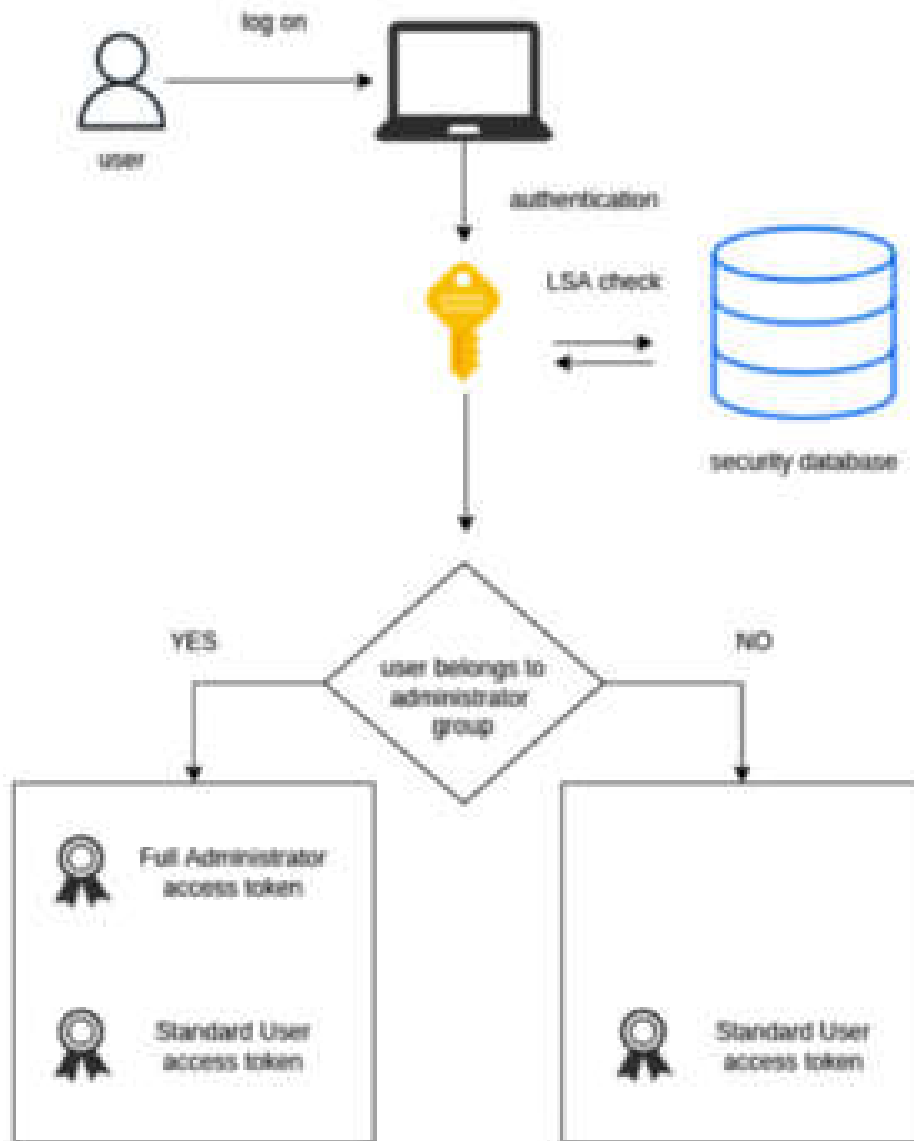 log on
user
authentication
LSA check
security database
YES
NO
user belongs to
administrator
group
Full Administrator
access token
Standard User
access token
Standard User
access token